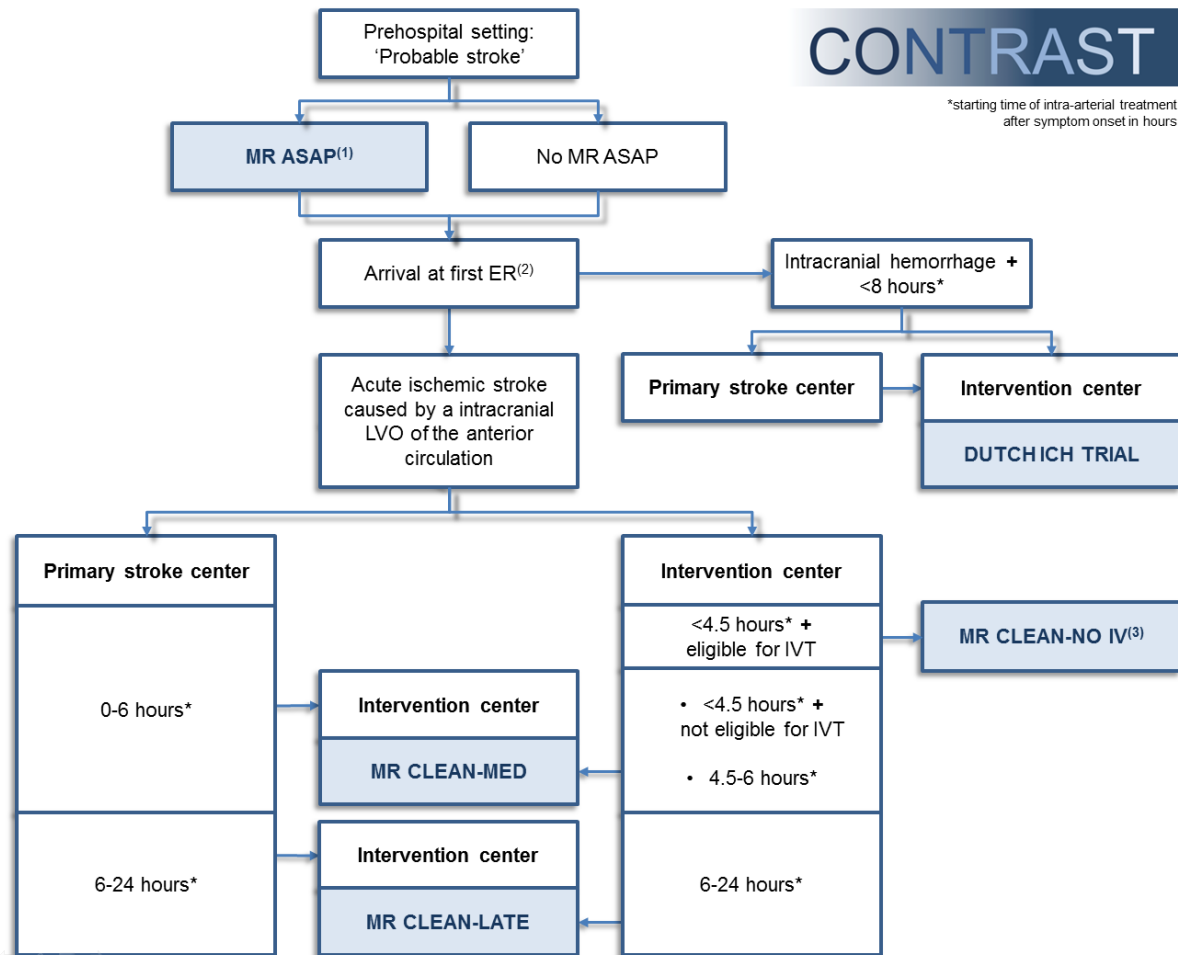 Prehospital setting:
‘Probable stroke’
CONTRAST
*starting time of intra-arterial treatment
after symptom onset in hours
MR ASAP(1)
No MR ASAP
Arrival at first ER(2)
Intracranial hemorrhage +
<8 hours*
Acute ischemic stroke
caused by a intracranial
LVO of the anterior
circulation
Primary stroke center
Intervention center
DUTCH ICH TRIAL
Primary stroke center
0-6 hours*
6-24 hours*
Intervention center
MR CLEAN-MED
Intervention center
MR CLEAN-LATE
Intervention center
<4.5 hours* +
eligible for IVT
• <4.5 hours* +
not eligible for IVT
• 4.5-6 hours*
6-24 hours*
MR CLEAN-NO IV(3)